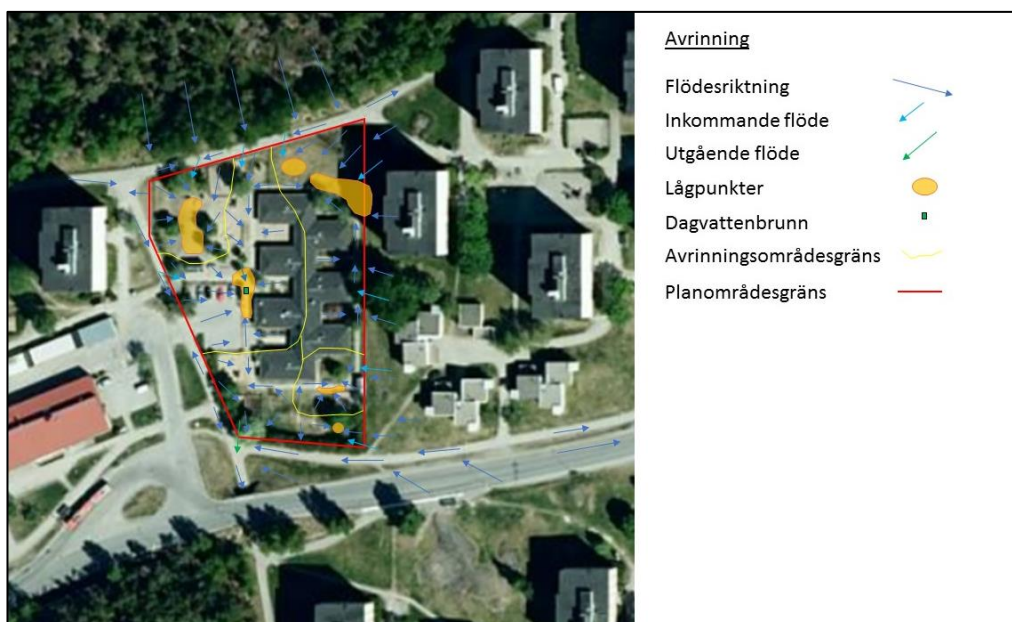 Avrinning
Flödesriktning
Inkommande flöde
Utgående flöde
Lågpunkter
Dagvattenbrunn
Avrinningsområdesgräns
Planområdesgräns